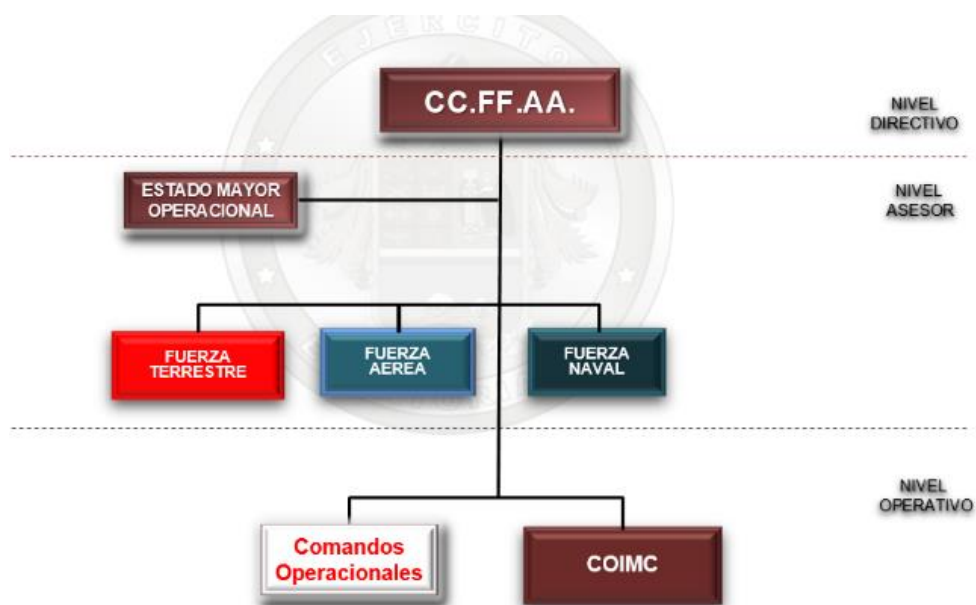 EJERCITO
CC.FF.AA.
NIVEL
DIRECTIVO
ESTADO MAYOR
OPERACIONAL
NIVEL
ASESOR
FUERZA
TERRESTRE
FUERZA
AEREA
FUERZA
NAVAL
NIVEL
OPERATIVO
Comandos
Operacionales
COIMC